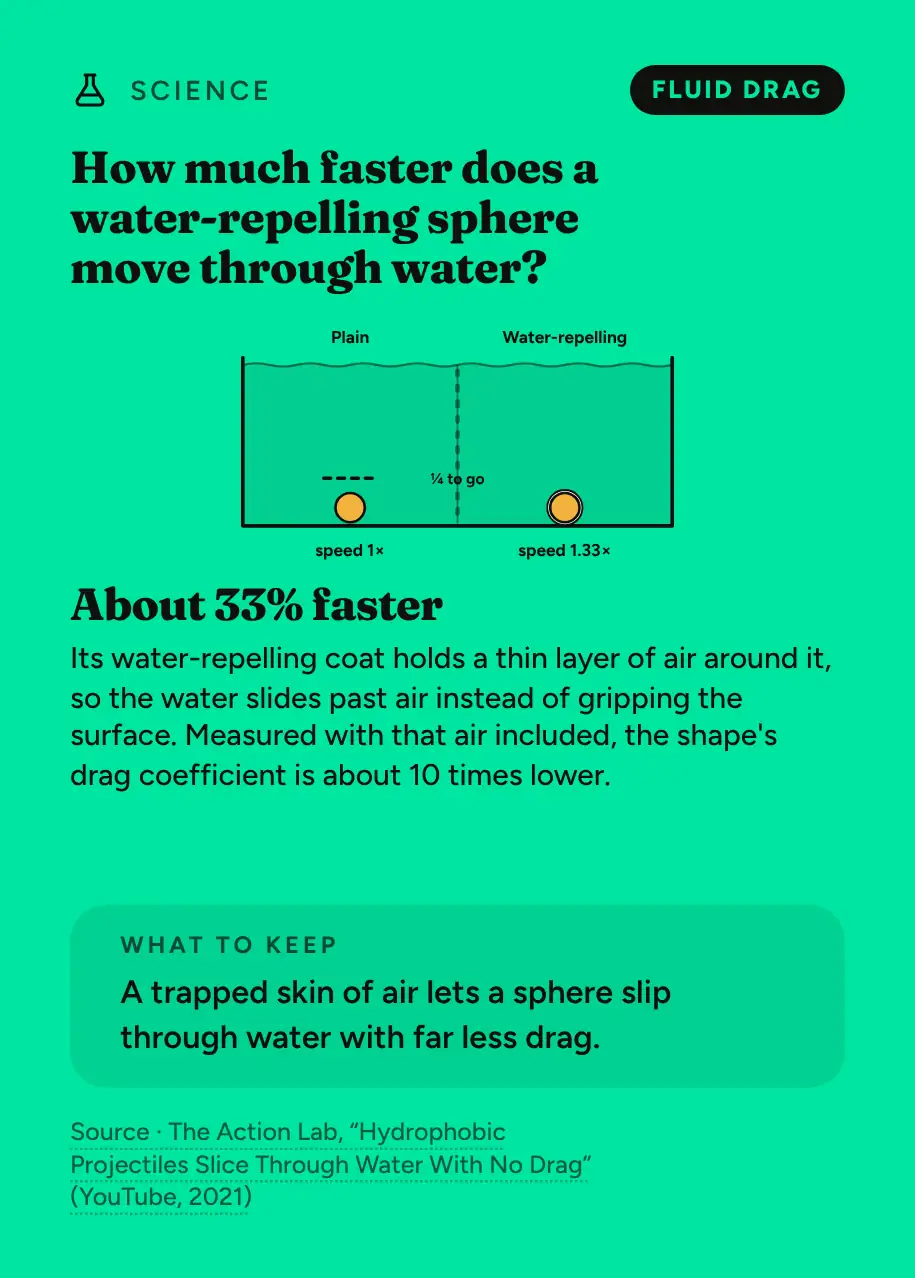 SCIENCE
FLUID DRAG
How much faster does a
water-repelling sphere
move through water?
Plain
Water-repelling
¼ to go
speed 1×
speed 1.33×
About 33% faster
Its water-repelling coat holds a thin layer of air around it,
so the water slides past air instead of gripping the
surface. Measured with that air included, the shape's
drag coefficient is about 10 times lower.
WHAT TO KEEP
A trapped skin of air lets a sphere slip
through water with far less drag.
Source · The Action Lab, “Hydrophobic
Projectiles Slice Through Water With No Drag”
(YouTube, 2021)